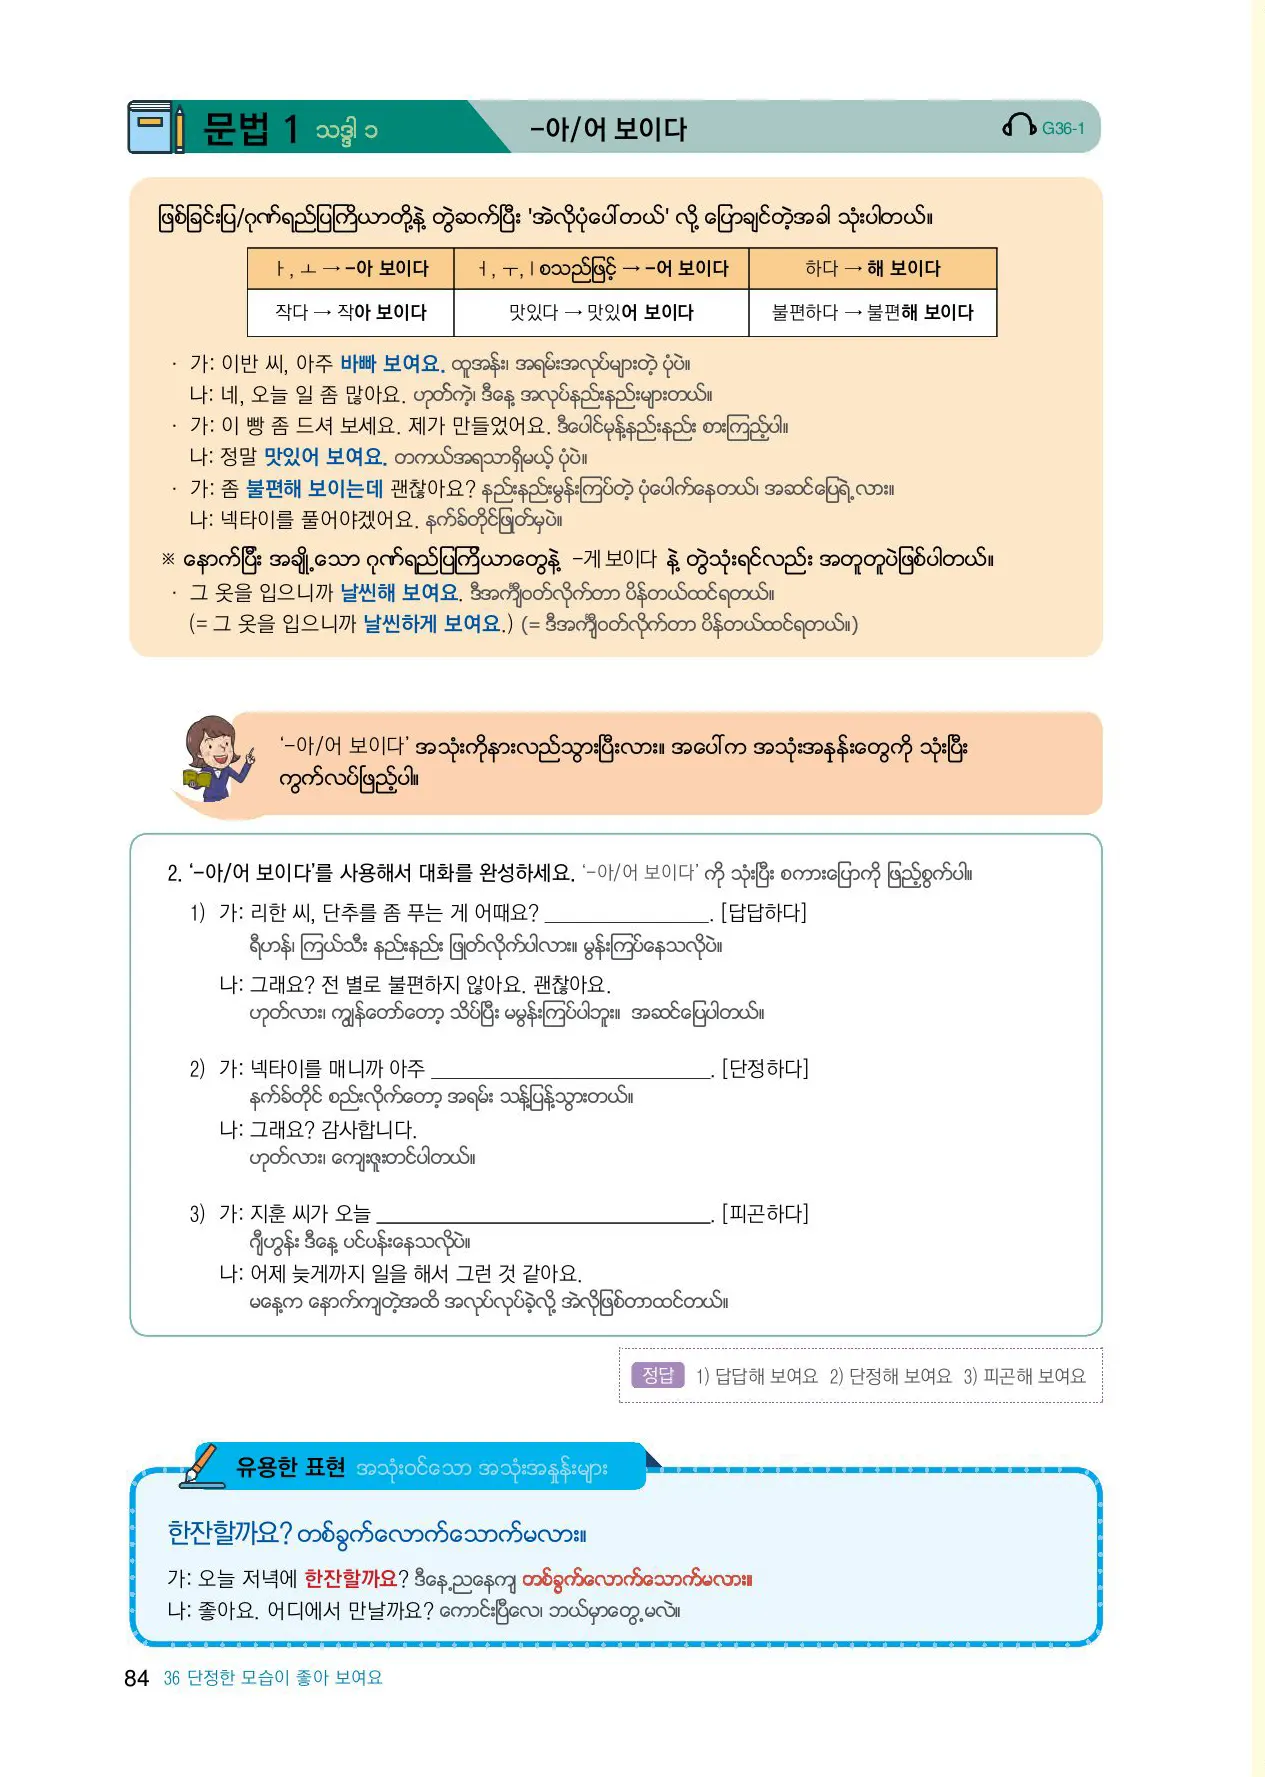 문법 1 သဒ္ဒါ ၁
-아/어 보이다
G36-1
ဖြစ်ခြင်းပြ/ဂုဏ်ရည်ပြကြိယာတို့နဲ့ တွဲဆက်ပြီး 'အဲလိုပုံပေါ်တယ်' လို့ ပြောချင်တဲ့အခါ သုံးပါတယ်။
ㅏ, ㅗ → -아 보이다 ㅓ, ㅜ, ㅣစသည်ဖြင့် → -어 보이다 하다 → 해 보이다
작다 → 작아 보이다 맛있다 → 맛있어 보이다 불편하다 → 불편해 보이다
· 가: 이반 씨, 아주 바빠 보여요. ထူအန်း၊ အရမ်းအလုပ်များတဲ့ ပုံပဲ။
나: 네, 오늘 일 좀 많아요. ဟုတ်ကဲ့၊ ဒီနေ့ အလုပ်နည်းနည်းများတယ်။
· 가: 이 빵 좀 드셔 보세요. 제가 만들었어요. ဒီပေါင်မုန့်နည်းနည်း စားကြည့်ပါ။
나: 정말 맛있어 보여요. တကယ်အရသာရှိမယ့် ပုံပဲ။
· 가: 좀 불편해 보이는데 괜찮아요? နည်းနည်းမွန်းကြပ်တဲ့ ပုံပေါက်နေတယ်၊ အဆင်ပြေရဲ့လား။
나: 넥타이를 풀어야겠어요. နက်ခ်တိုင်ဖြုတ်မှပဲ။
※ နောက်ပြီး အချို့သော ဂုဏ်ရည်ပြကြိယာတွေနဲ့ -게 보이다 နဲ့ တွဲသုံးရင်လည်း အတူတူပဲဖြစ်ပါတယ်။
· 그 옷을 입으니까 날씬해 보여요. ဒီအင်္ကျီဝတ်လိုက်တာ ပိန်တယ်ထင်ရတယ်။
(= 그 옷을 입으니까 날씬하게 보여요.) (= ဒီအင်္ကျီဝတ်လိုက်တာ ပိန်တယ်ထင်ရတယ်။)
‘-아/어 보이다’ အသုံးကိုနားလည်သွားပြီးလား။ အပေါ်က အသုံးအနှုန်းတွေကို သုံးပြီး
ကွက်လပ်ဖြည့်ပါ။
2. ‘-아/어 보이다’를 사용해서 대화를 완성하세요. ‘-아/어 보이다’ ကို သုံးပြီး စကားပြောကို ဖြည့်စွက်ပါ။
1) 가: 리한 씨, 단추를 좀 푸는 게 어때요? ________________. [답답하다]
ရီဟန်၊ ကြယ်သီး နည်းနည်း ဖြုတ်လိုက်ပါလား။ မွန်းကြပ်နေသလိုပဲ။
나: 그래요? 전 별로 불편하지 않아요. 괜찮아요.
ဟုတ်လား၊ ကျွန်တော်တော့ သိပ်ပြီး မမွန်းကြပ်ပါဘူး။ အဆင်ပြေပါတယ်။
2) 가: 넥타이를 매니까 아주 ___________________________. [단정하다]
နက်ခ်တိုင် စည်းလိုက်တော့ အရမ်း သန့်ပြန့်သွားတယ်။
나: 그래요? 감사합니다.
ဟုတ်လား၊ ကျေးဇူးတင်ပါတယ်။
3) 가: 지훈 씨가 오늘 ________________________________. [피곤하다]
ဂျီဟွန်း ဒီနေ့ ပင်ပန်းနေသလိုပဲ။
나: 어제 늦게까지 일을 해서 그런 것 같아요.
မနေ့က နောက်ကျတဲ့အထိ အလုပ်လုပ်ခဲ့လို့ အဲလိုဖြစ်တာထင်တယ်။
정답 1) 답답해 보여요 2) 단정해 보여요 3) 피곤해 보여요
유용한 표현 အသုံးဝင်သော အသုံးအနှုန်းများ
한잔할까요? တစ်ခွက်လောက်သောက်မလား။
가: 오늘 저녁에 한잔할까요? ဒီနေ့ညနေကျ တစ်ခွက်လောက်သောက်မလား။
나: 좋아요. 어디에서 만날까요? ကောင်းပြီလေ၊ ဘယ်မှာတွေ့မလဲ။
84 36 단정한 모습이 좋아 보여요